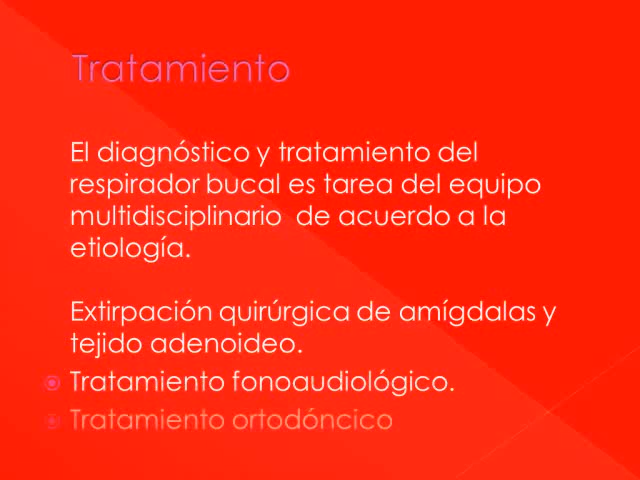 Tratamiento
El diagnóstico y tratamiento del
respirador bucal es tarea del equipo
multidisciplinario de acuerdo a la
etiología.
Extirpación quirúrgica de amígdalas y
tejido adenoideo.
Tratamiento fonoaudiológico.
Tratamiento ortodóncico